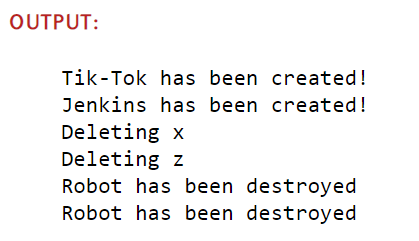 OUTPUT:
Tik-Tok has been created!
Jenkins has been created!
Deleting x
Deleting z
Robot has been destroyed
Robot has been destroyed